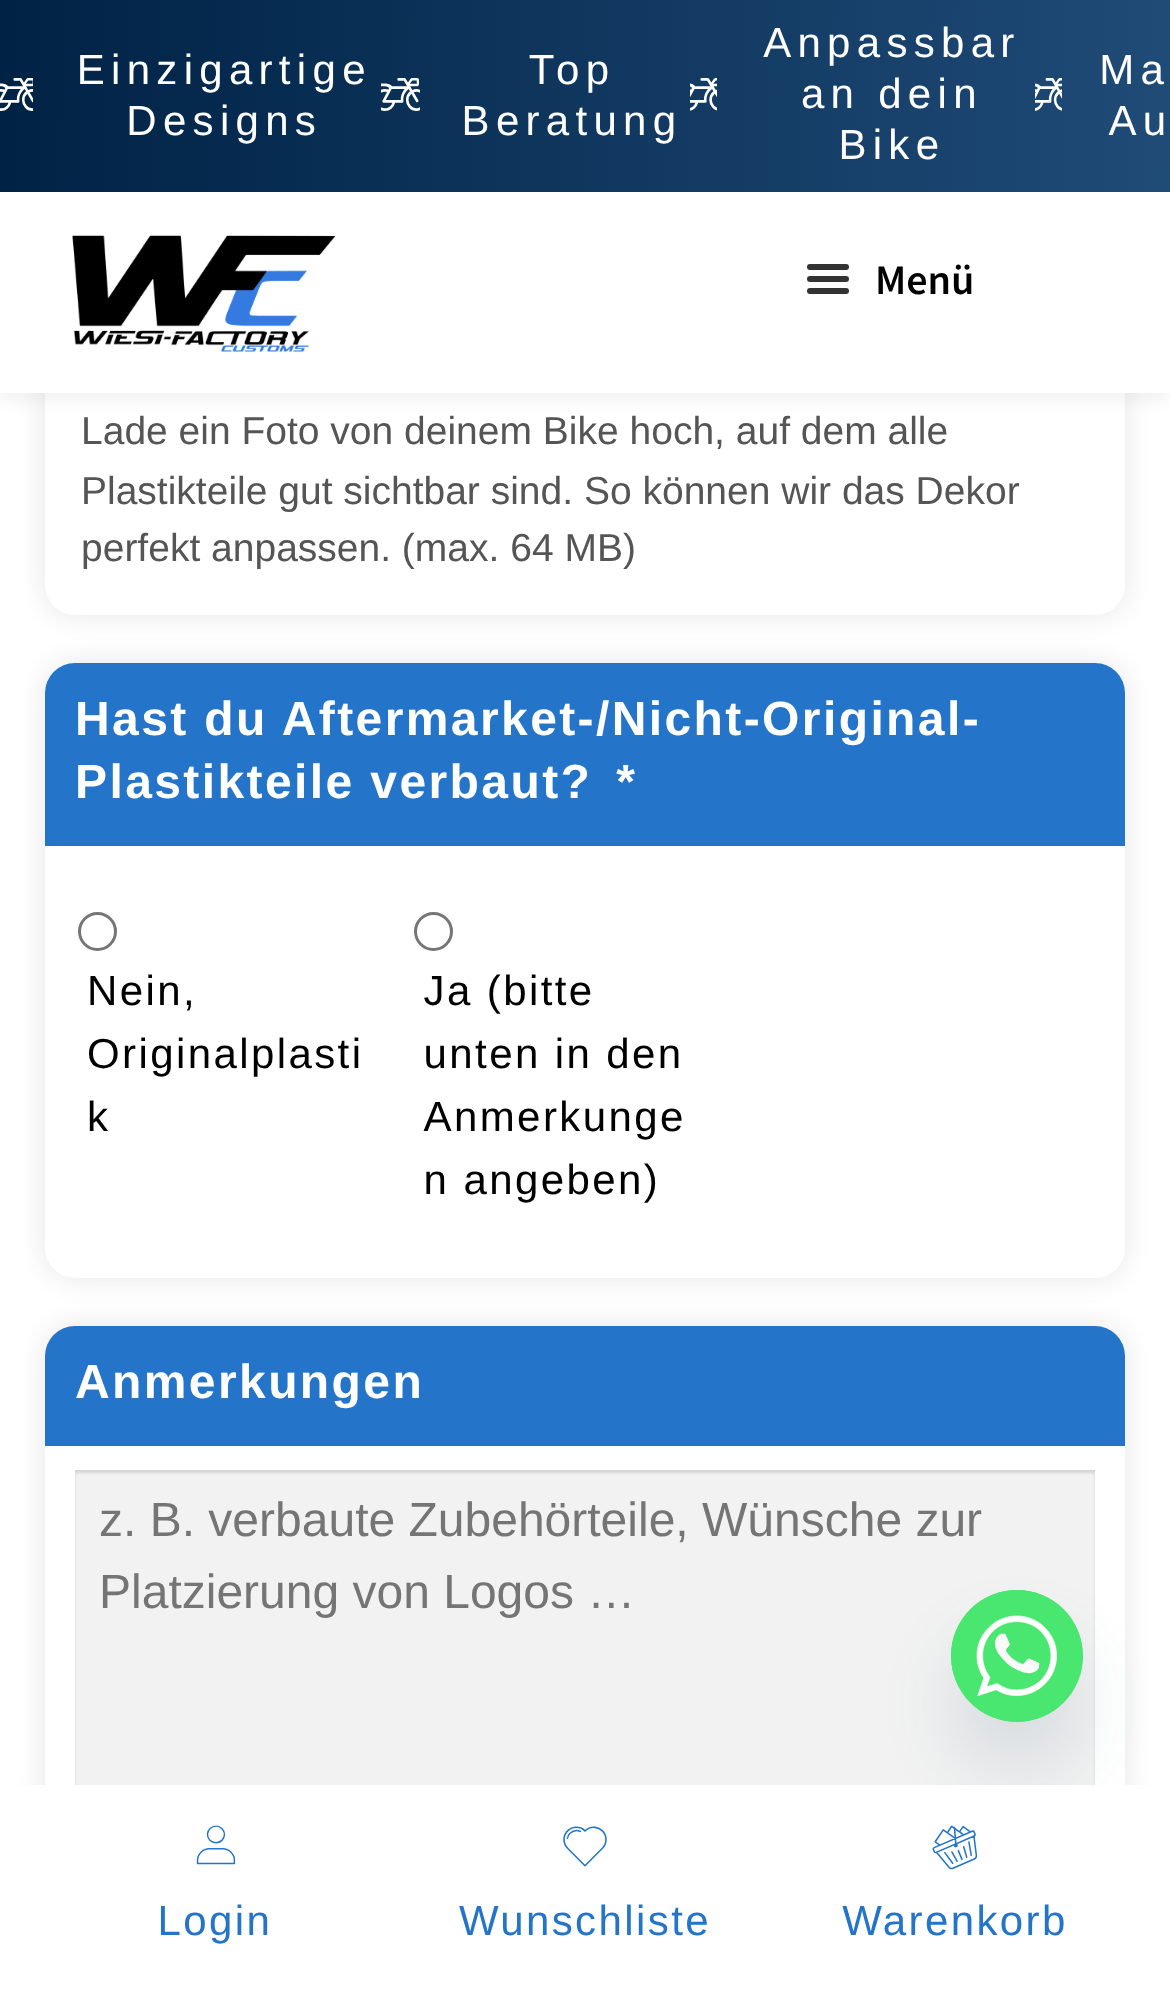 Einzigartige
Designs
Top
Beratung
Anpassbar
an dein
Bike
Ma
Au
WFC
WiESi-FACTORY
CUSTOMS
Menü
Lade ein Foto von deinem Bike hoch, auf dem alle
Plastikteile gut sichtbar sind. So können wir das Dekor
perfekt anpassen. (max. 64 MB)
Hast du Aftermarket-/Nicht-Original-
Plastikteile verbaut? *
Nein,
Originalplasti
k
Ja (bitte
unten in den
Anmerkunge
n angeben)
Anmerkungen
z. B. verbaute Zubehörteile, Wünsche zur
Platzierung von Logos …
Login
Wunschliste
Warenkorb